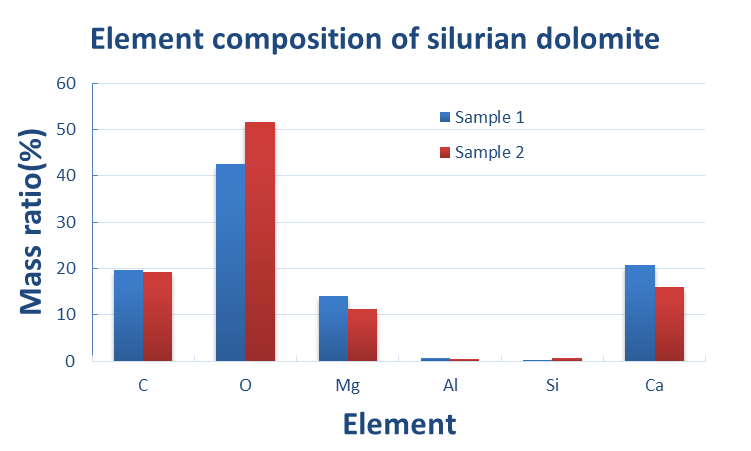 Element composition of silurian dolomite
Mass ratio(%)
60
50
40
30
20
10
0
Sample 1
Sample 2
C O Mg Al Si Ca
Element